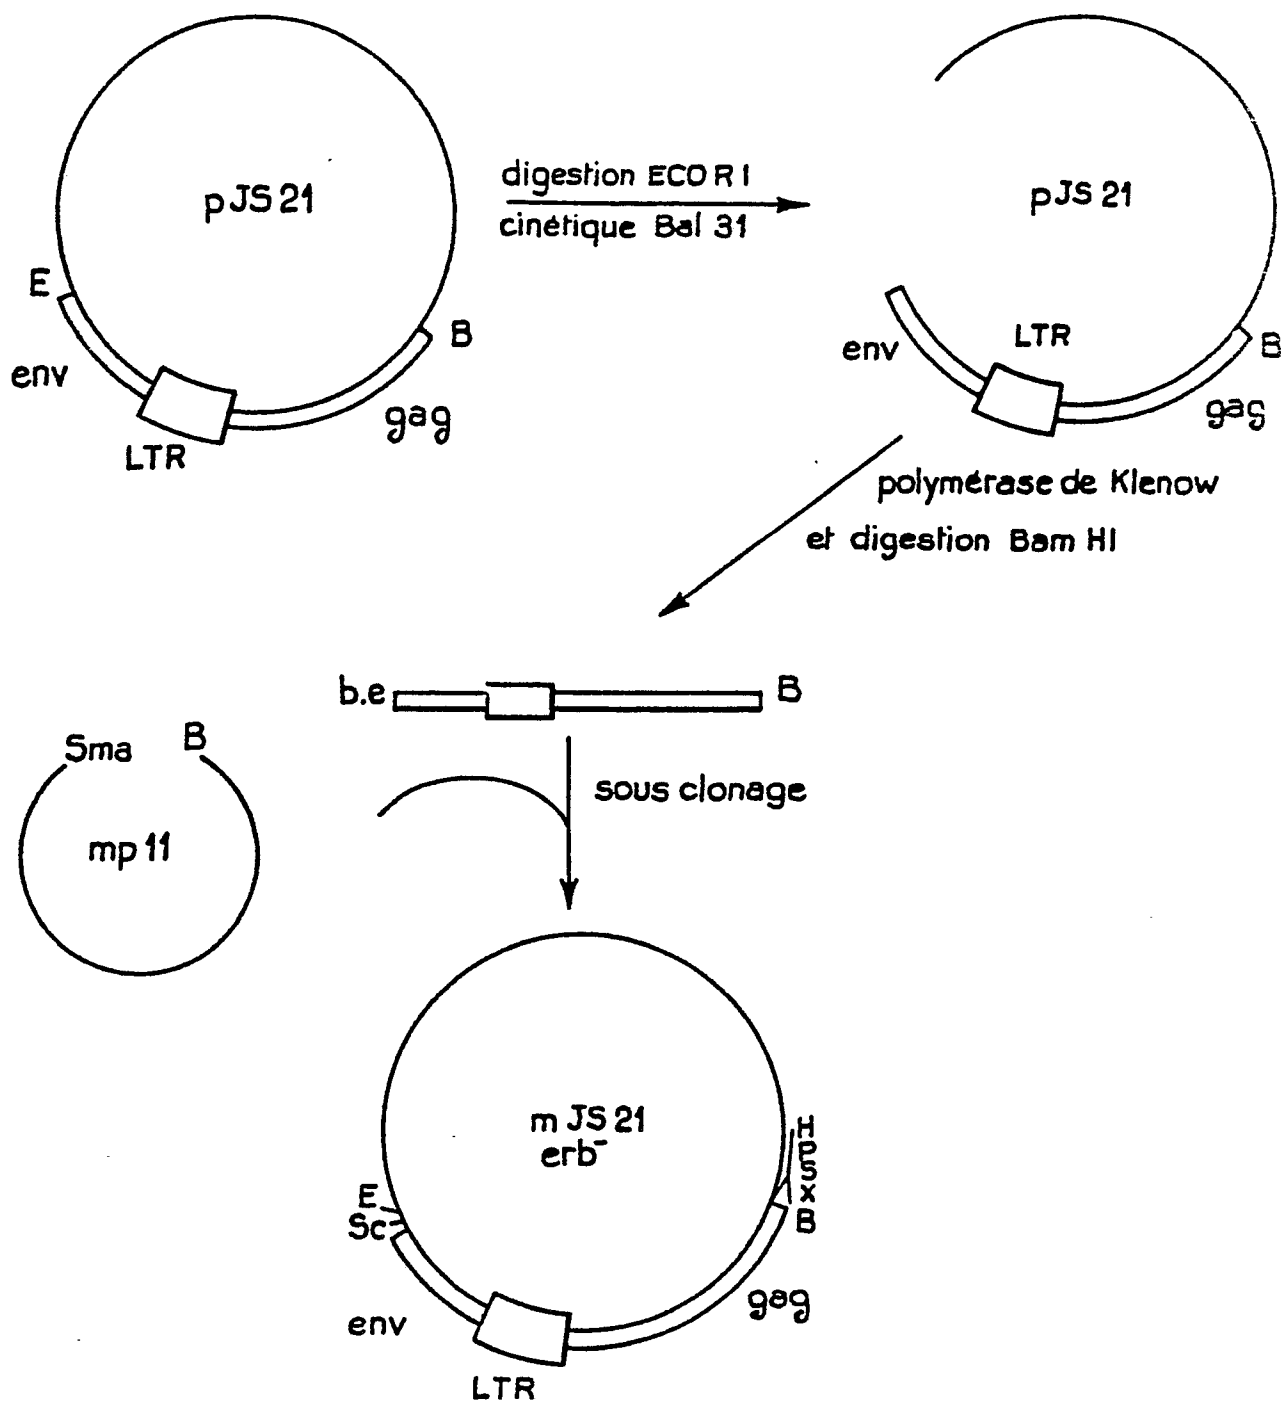 pJS 21
E
env
LTR
gag
B
digestion ECO R I
cinétique Bal 31
pJS 21
env
LTR
B
gag
polymérase de Klenow
et digestion Bam HI
b.e
B
Sma B
mp 11
sous clonage
m JS 21
erb-
E
Sc
env
LTR
gag
H
P
S
X
B